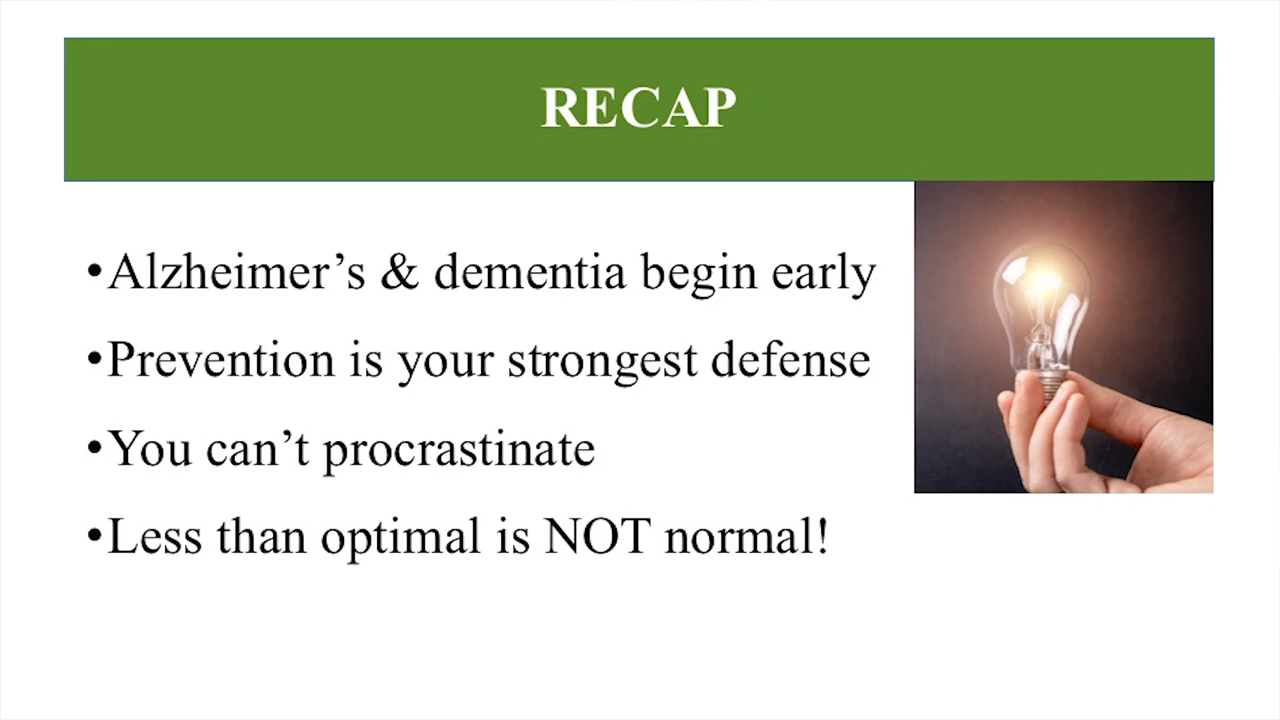 RECAP
•Alzheimer’s & dementia begin early
•Prevention is your strongest defense
•You can’t procrastinate
•Less than optimal is NOT normal!